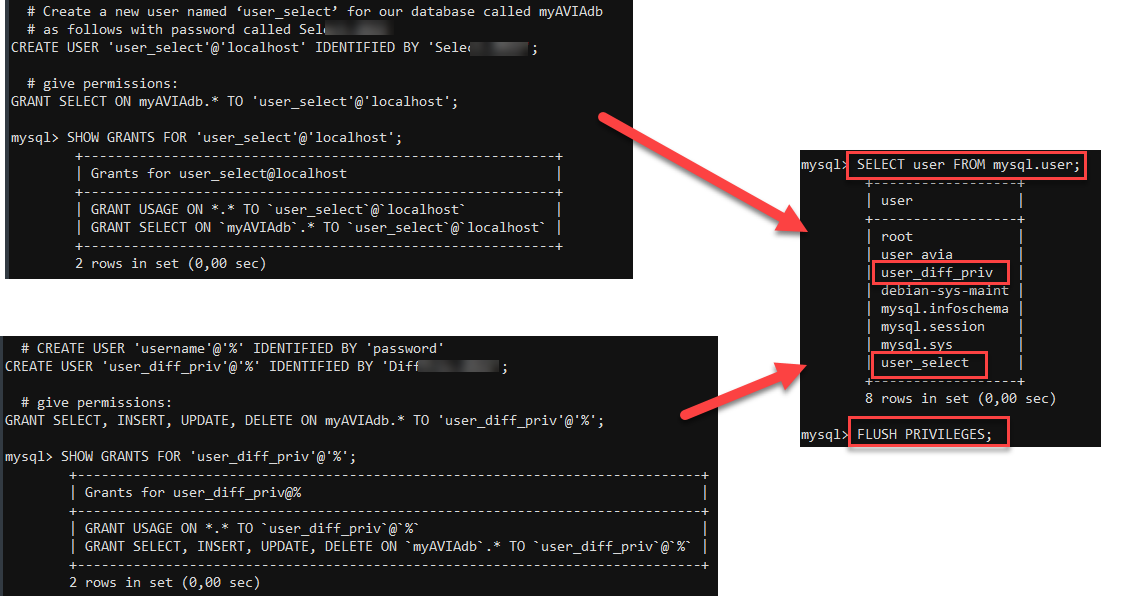 # Create a new user named ‘user_select’ for our database called myAVIAdb
# as follows with password called
CREATE USER 'user_select'@'localhost' IDENTIFIED BY ;
# give permissions:
GRANT SELECT ON myAVIAdb.* TO 'user_select'@'localhost';
mysql> SHOW GRANTS FOR 'user_select'@'localhost';
+-----------------------------------------------------------+
| Grants for user_select@localhost |
+-----------------------------------------------------------+
| GRANT USAGE ON *.* TO `user_select`@`localhost` |
| GRANT SELECT ON `myAVIAdb`.* TO `user_select`@`localhost` |
+-----------------------------------------------------------+
2 rows in set (0,00 sec)
# CREATE USER 'username'@'%' IDENTIFIED BY 'password'
CREATE USER 'user_diff_priv'@'%' IDENTIFIED BY ;
# give permissions:
GRANT SELECT, INSERT, UPDATE, DELETE ON myAVIAdb.* TO 'user_diff_priv'@'%';
mysql> SHOW GRANTS FOR 'user_diff_priv'@'%';
+------------------------------------------------------------------------------+
| Grants for user_diff_priv@% |
+------------------------------------------------------------------------------+
| GRANT USAGE ON *.* TO `user_diff_priv`@`%` |
| GRANT SELECT, INSERT, UPDATE, DELETE ON `myAVIAdb`.* TO `user_diff_priv`@`%` |
+------------------------------------------------------------------------------+
2 rows in set (0,00 sec)
mysql> SELECT user FROM mysql.user;
+------------------+
| user |
+------------------+
| root |
| user_avia |
| user_diff_priv |
| debian-sys-maint |
| mysql.infoschema |
| mysql.session |
| mysql.sys |
| user_select |
+------------------+
8 rows in set (0,00 sec)
mysql> FLUSH PRIVILEGES;